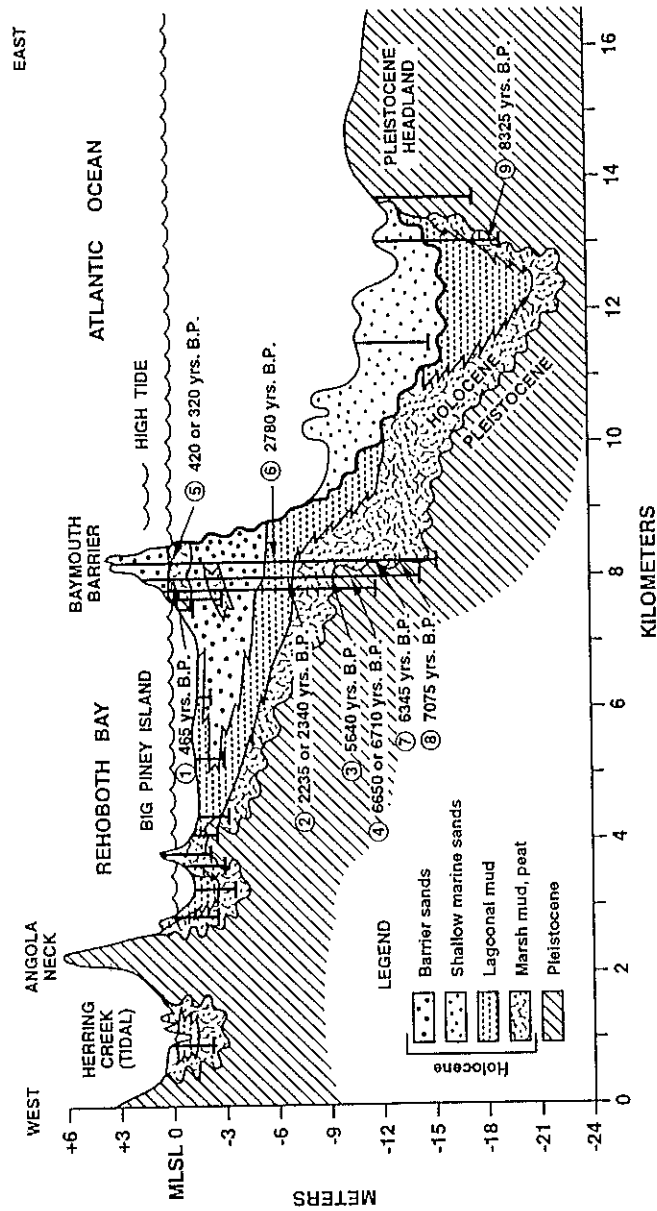 WEST
EAST
HERRING
CREEK
(TIDAL)
ANGOLA
NECK
REHOBOTH BAY
BIG PINEY ISLAND
BAYMOUTH
BARRIER
HIGH TIDE
ATLANTIC OCEAN
① 465 yrs. B.P.
② 2235 or 2340 yrs. B.P.
③ 5640 yrs. B.P.
④ 6650 or 6710 yrs. B.P.
⑦ 6345 yrs. B.P.
⑧ 7075 yrs. B.P.
⑤ 420 or 320 yrs. B.P.
⑥ 2780 yrs. B.P.
HOLOCENE
PLEISTOCENE
PLEISTOCENE
HEADLAND
⑨ 8325 yrs. B.P.
METERS
+6
+3
MLSL 0
-3
-6
-9
-12
-15
-18
-21
-24
LEGEND
Holocene
Barrier sands
Shallow marine sands
Lagoonal mud
Marsh mud, peat
Pleistocene
0 2 4 6 8 10 12 14 16
KILOMETERS